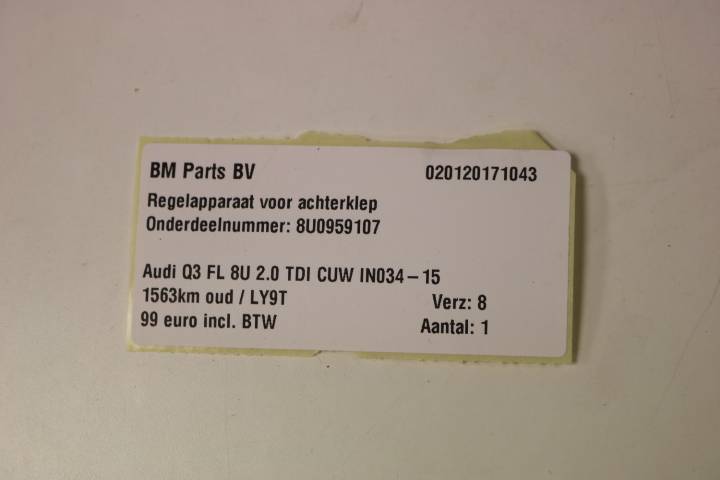 BM Parts BV 020120171043
Regelapparaat voor achterklep
Onderdeelnummer: 8U0959107
Audi Q3 FL 8U 2.0 TDI CUW IN034-15
1563km oud / LY9T Verz: 8
99 euro incl. BTW Aantal: 1